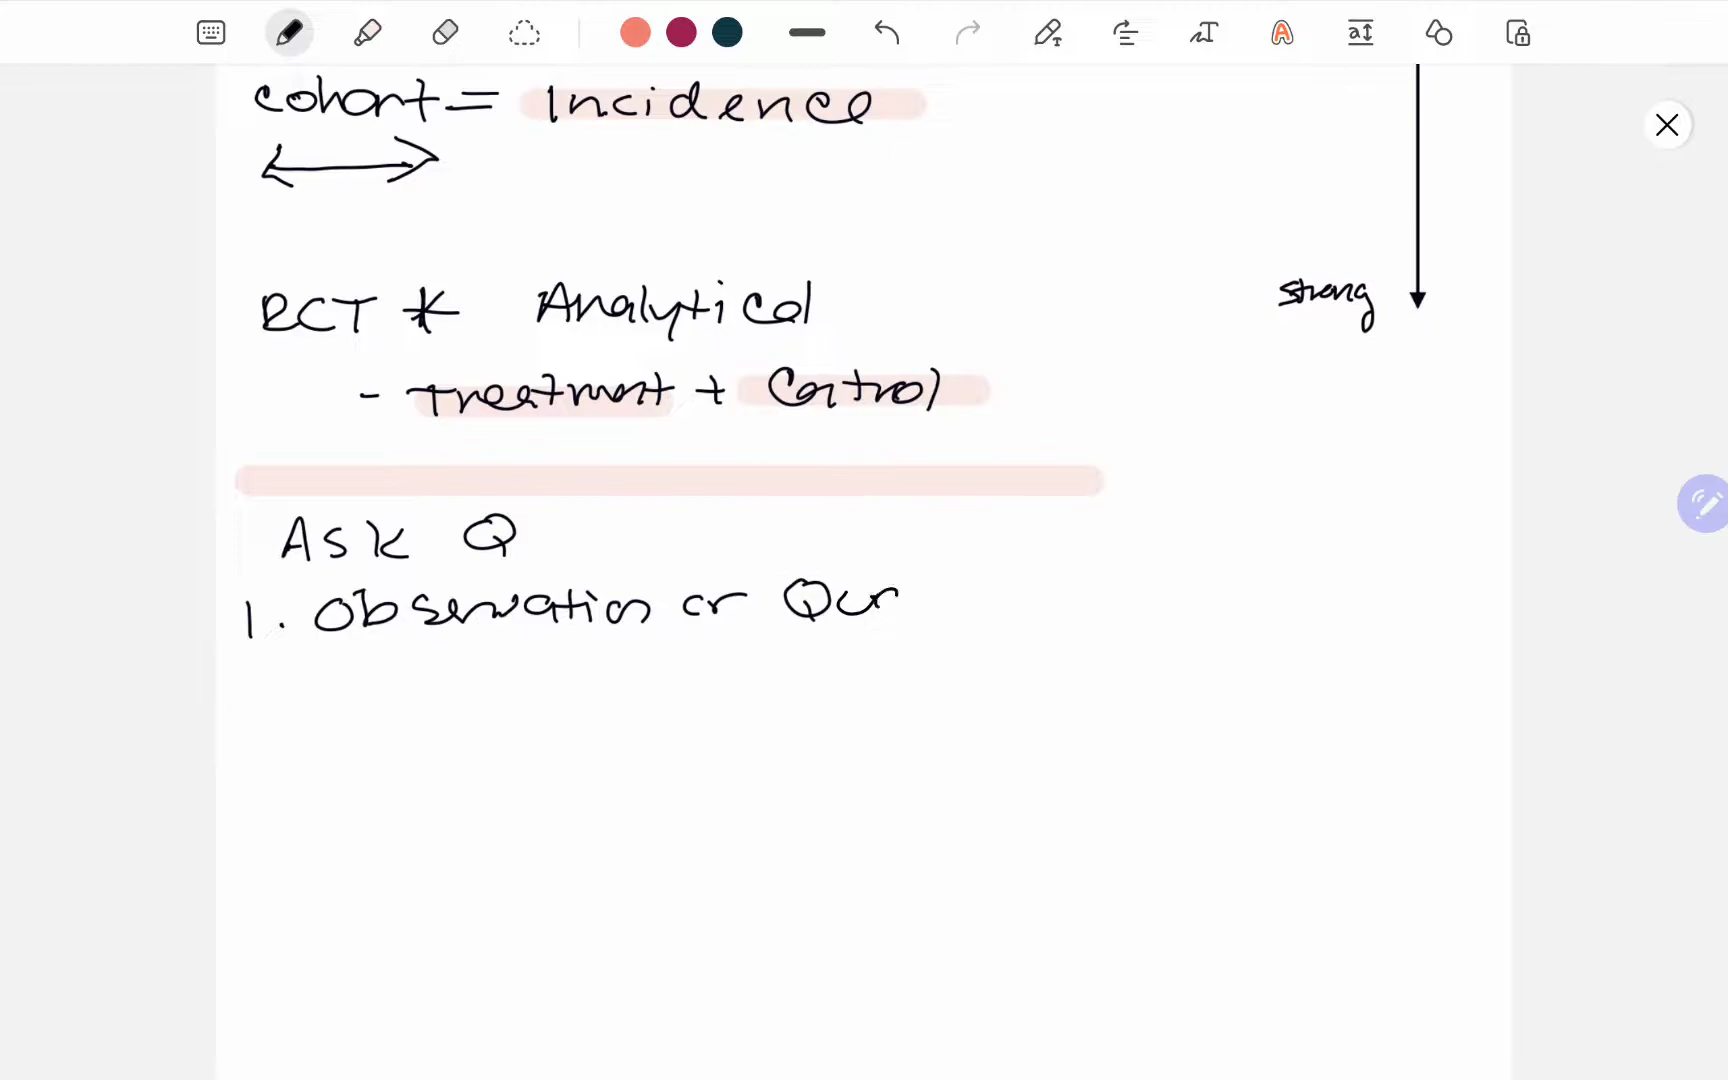 cohort = Incidence
RCT * Analytical
strong
- Treatment + Control
Ask Q
1. Observation or Qur